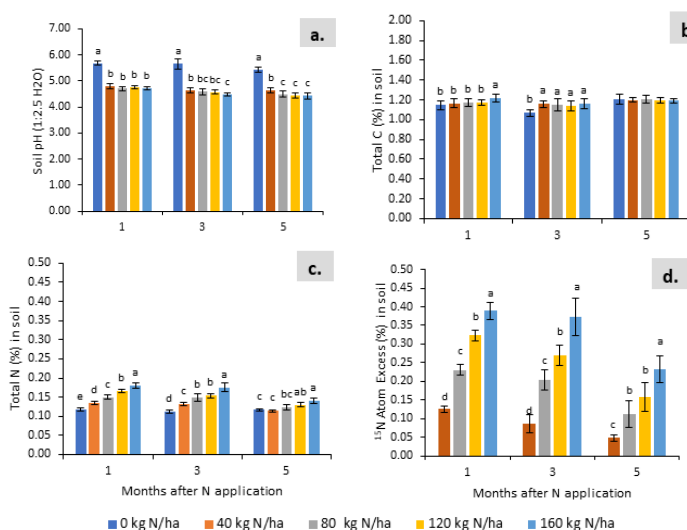 a.
Soil pH (1:2.5 H2O)
7.00
6.00
5.00
4.00
3.00
2.00
1.00
0.00
a b b b b
a b bc bc c
a b c c c
1 3 5
b
Total C (%) in soil
2.00
1.80
1.60
1.40
1.20
1.00
0.80
0.60
0.40
0.20
0.00
b b b b a
b a a a a
1 3 5
c.
Total N (%) in soil
0.50
0.45
0.40
0.35
0.30
0.25
0.20
0.15
0.10
0.05
0.00
e d c b a
d c b b a
c c bc ab a
1 3 5
Months after N application
d.
15N Atom Excess (%) in soil
0.50
0.45
0.40
0.35
0.30
0.25
0.20
0.15
0.10
0.05
0.00
d c b a
d c b a
c b b a
1 3 5
Months after N application
0 kg N/ha 40 kg N/ha 80 kg N/ha 120 kg N/ha 160 kg N/ha